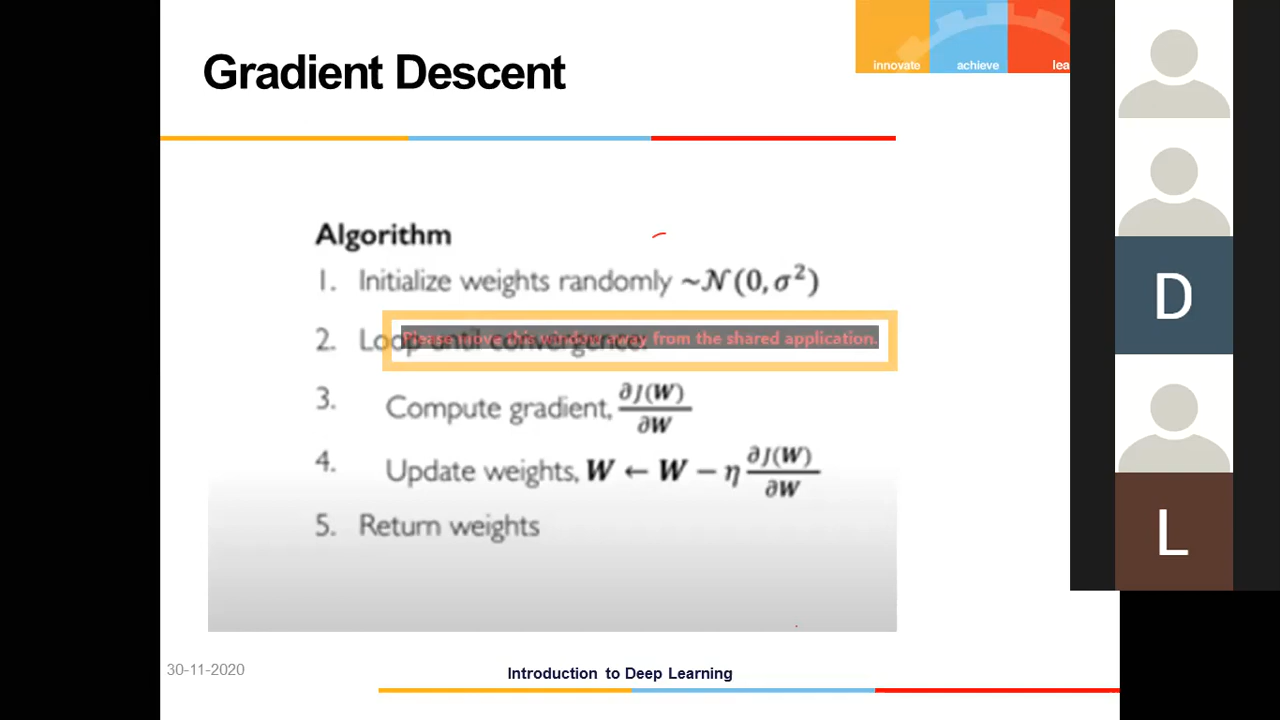 Gradient Descent
innovate achieve lea
Algorithm
1. Initialize weights randomly ~𝒩(0, σ²)
2. Loop until convergence:
Please move this window away from the shared application.
3. Compute gradient, ∂J(W)/∂W
4. Update weights, W ← W − η ∂J(W)/∂W
5. Return weights
D
L
30-11-2020
Introduction to Deep Learning